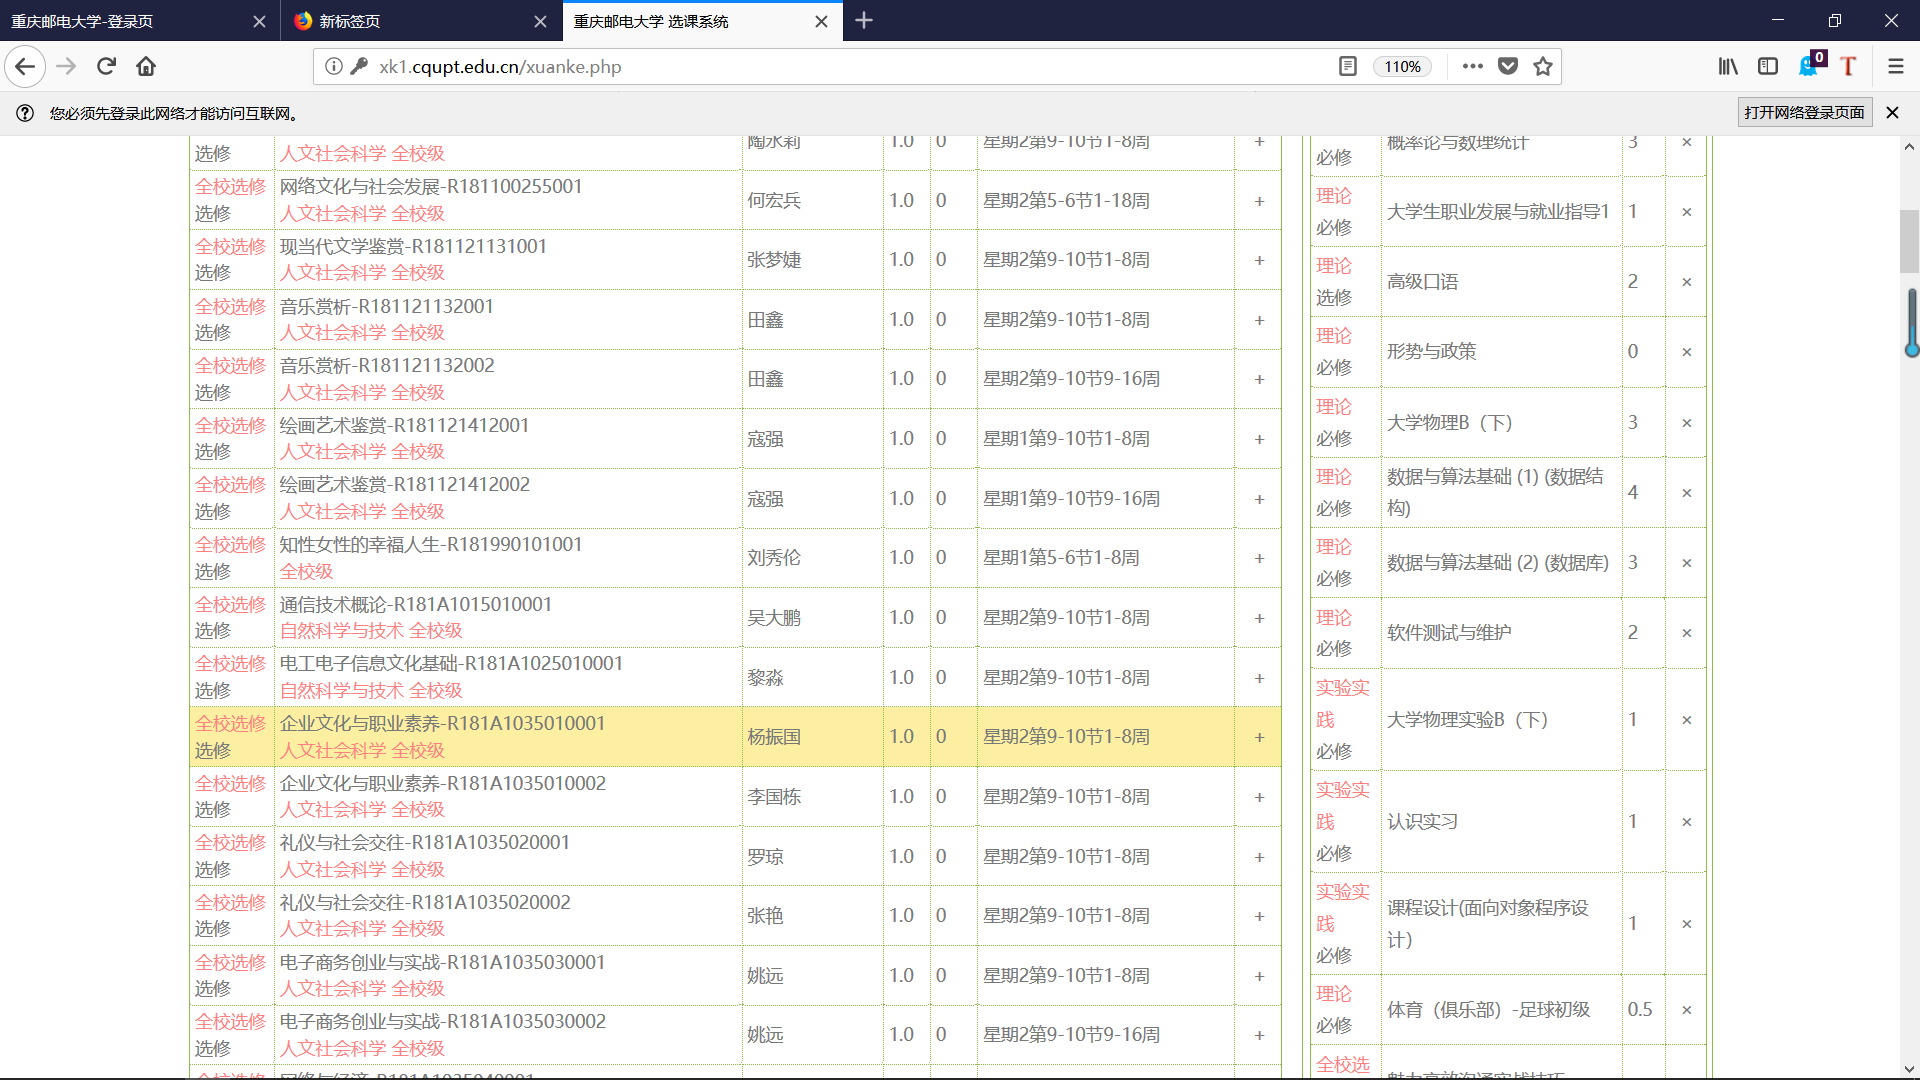 重庆邮电大学-登录页
新标签页
重庆邮电大学 选课系统
xk1.cqupt.edu.cn/xuanke.php
110%
0
T
您必须先登录此网络才能访问互联网。
打开网络登录页面
选修 人文社会科学 全校级 陶永莉 1.0 0 星期2第9-10节1-8周 +
全校选修 网络文化与社会发展-R181100255001 何宏兵 1.0 0 星期2第5-6节1-18周 +
选修 人文社会科学 全校级
全校选修 现当代文学鉴赏-R181121131001 张梦婕 1.0 0 星期2第9-10节1-8周 +
选修 人文社会科学 全校级
全校选修 音乐赏析-R181121132001 田鑫 1.0 0 星期2第9-10节1-8周 +
选修 人文社会科学 全校级
全校选修 音乐赏析-R181121132002 田鑫 1.0 0 星期2第9-10节9-16周 +
选修 人文社会科学 全校级
全校选修 绘画艺术鉴赏-R181121412001 寇强 1.0 0 星期1第9-10节1-8周 +
选修 人文社会科学 全校级
全校选修 绘画艺术鉴赏-R181121412002 寇强 1.0 0 星期1第9-10节9-16周 +
选修 人文社会科学 全校级
全校选修 知性女性的幸福人生-R181990101001 刘秀伦 1.0 0 星期1第5-6节1-8周 +
选修 全校级
全校选修 通信技术概论-R181A1015010001 吴大鹏 1.0 0 星期2第9-10节1-8周 +
选修 自然科学与技术 全校级
全校选修 电工电子信息文化基础-R181A1025010001 黎淼 1.0 0 星期2第9-10节1-8周 +
选修 自然科学与技术 全校级
全校选修 企业文化与职业素养-R181A1035010001 杨振国 1.0 0 星期2第9-10节1-8周 +
选修 人文社会科学 全校级
全校选修 企业文化与职业素养-R181A1035010002 李国栋 1.0 0 星期2第9-10节1-8周 +
选修 人文社会科学 全校级
全校选修 礼仪与社会交往-R181A1035020001 罗琼 1.0 0 星期2第9-10节1-8周 +
选修 人文社会科学 全校级
全校选修 礼仪与社会交往-R181A1035020002 张艳 1.0 0 星期2第9-10节1-8周 +
选修 人文社会科学 全校级
全校选修 电子商务创业与实战-R181A1035030001 姚远 1.0 0 星期2第9-10节1-8周 +
选修 人文社会科学 全校级
全校选修 电子商务创业与实战-R181A1035030002 姚远 1.0 0 星期2第9-10节9-16周 +
选修 人文社会科学 全校级
必修 概率论与数理统计 3 ×
理论 大学生职业发展与就业指导1 1 ×
必修
理论 高级口语 2 ×
选修
理论 形势与政策 0 ×
必修
理论 大学物理B（下） 3 ×
必修
理论 数据与算法基础 (1) (数据结
必修 构) 4 ×
理论 数据与算法基础 (2) (数据库) 3 ×
必修
理论 软件测试与维护 2 ×
必修
实验实
践 大学物理实验B（下） 1 ×
必修
实验实
践 认识实习 1 ×
必修
实验实 课程设计(面向对象程序设
践 计) 1 ×
必修
理论 体育（俱乐部）-足球初级 0.5 ×
必修
全校选